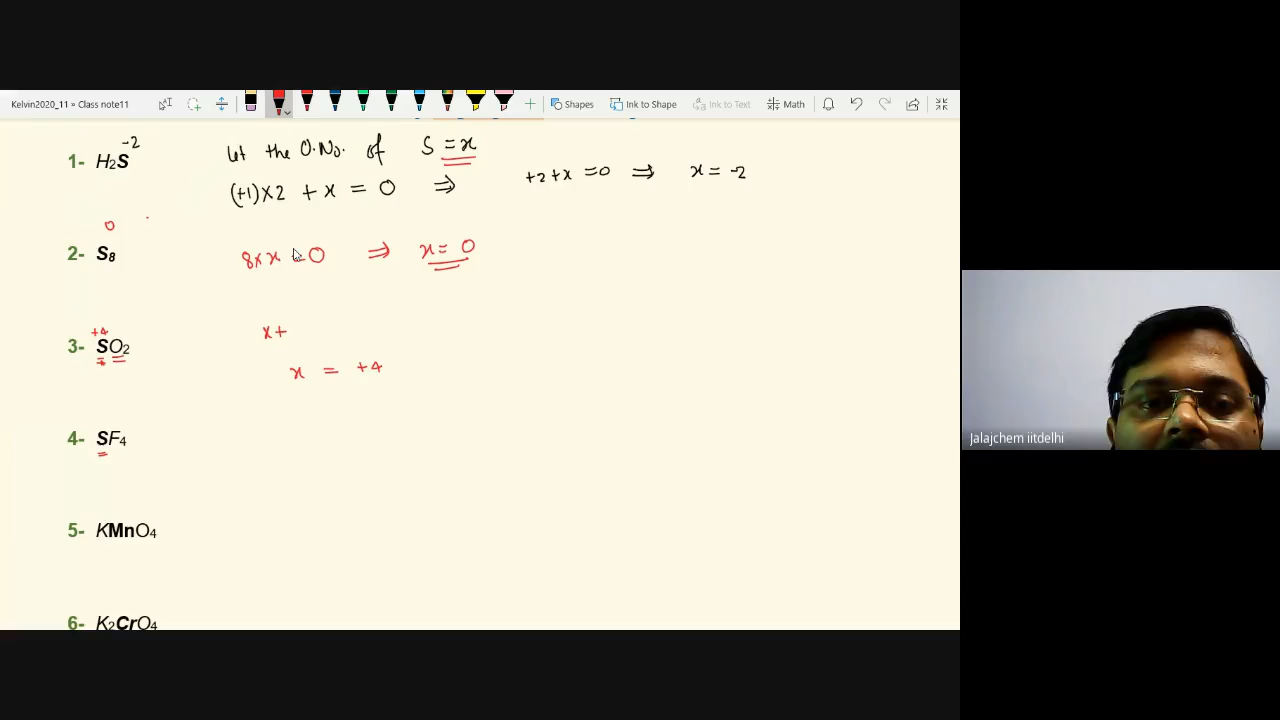 Kelvin2020_11 » Class note11
Shapes
Ink to Shape
Ink to Text
Math
1- H2S -2
let the O.No. of S = x
(+1)×2 + x = 0 ⇒ +2+x =0 ⇒ x = -2
0
2- S8
8×x = 0 ⇒ x = 0
+4
3- SO2
x+
x = +4
4- SF4
5- KMnO4
6- K2CrO4
Jalajchem iitdelhi